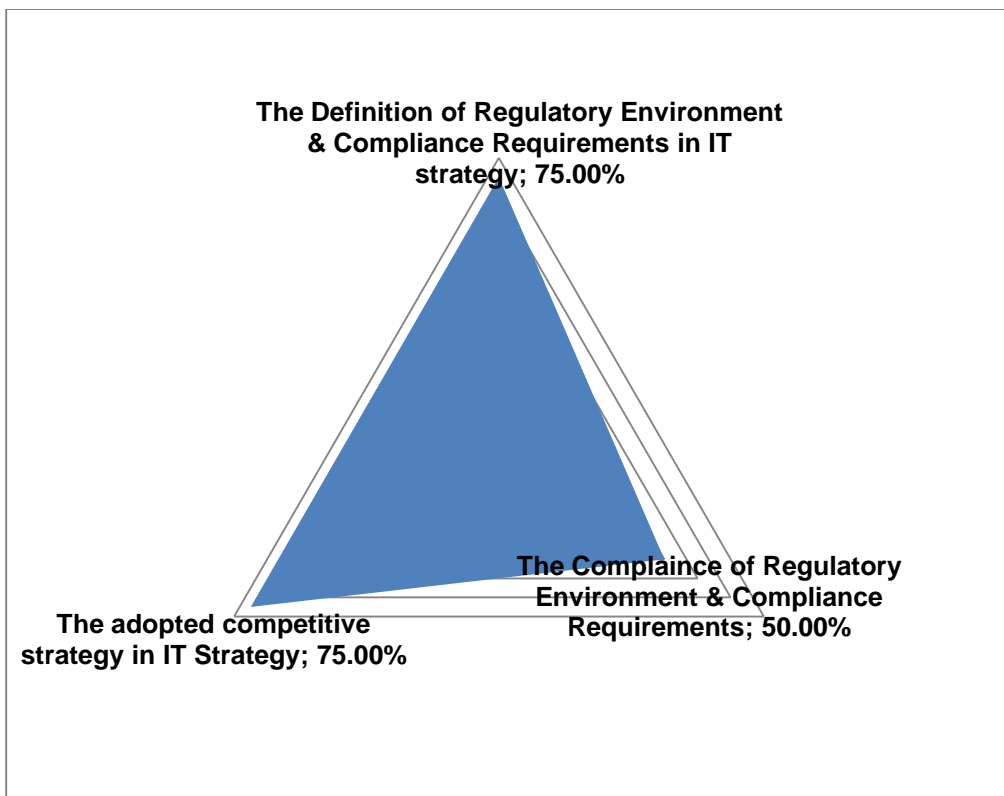 The Definition of Regulatory Environment
& Compliance Requirements in IT
strategy; 75.00%
The Complaince of Regulatory
Environment & Compliance
Requirements; 50.00%
The adopted competitive
strategy in IT Strategy; 75.00%